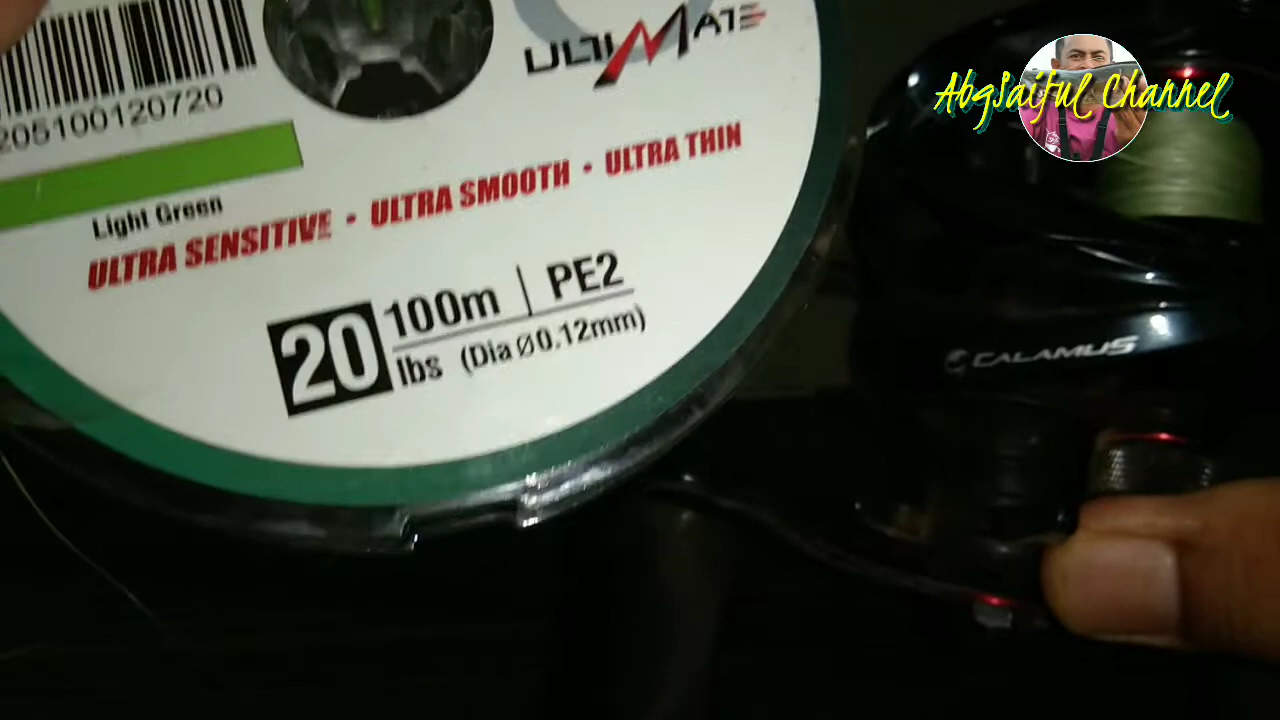 ULTIMATE
AbgSaiful Channel
205100120720
Light Green
ULTRA SENSITIVE • ULTRA SMOOTH • ULTRA THIN
20 lbs
100m | PE2
(Dia Ø0.12mm)
CALAMUS